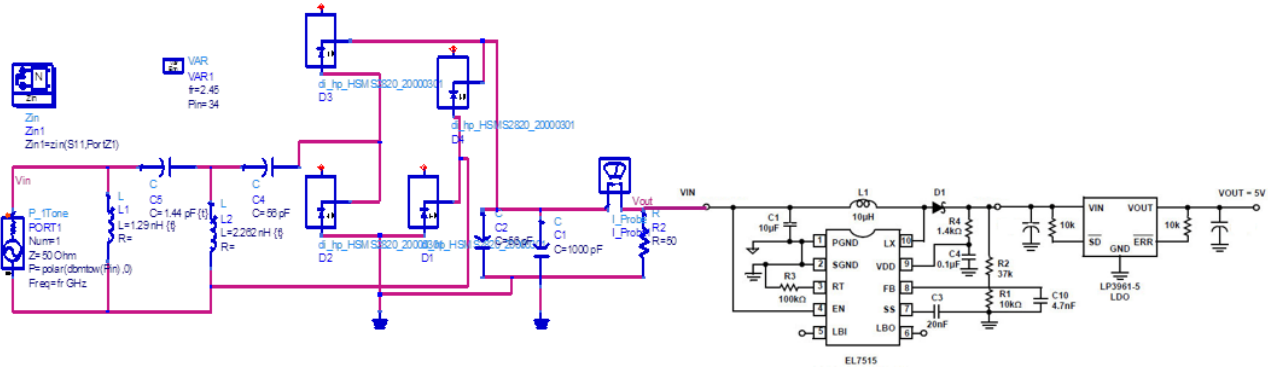 VAR
VAR1
fr=2.45
Pin=34
N
Zin
Zin
Zin1
Zin1=zin(S11,PortZ1)
di_hp_HSMS2820_20000301
D3
di_hp_HSMS2820_20000301
D4
Vin
P_1Tone
PORT1
Num=1
Z=50 Ohm
P=polar(dbmtow(Pin),0)
Freq=fr GHz
L
L1
L=1.29 nH {t}
R=
C
C5
C=1.44 pF {t}
L
L2
L=2.262 nH {t}
R=
C
C4
C=56 pF
D2
D1
C
C2
C
C1
C=1000 pF
Vout
I_Probe
R
R2
R=50
VIN
C1
10µF
L1
10µH
D1
R4
1.4kΩ
C4
0.1µF
R2
37k
R1
10kΩ
C10
4.7nF
C3
20nF
R3
100kΩ
1 PGND LX 10
2 SGND VDD 9
3 RT FB 8
4 EN SS 7
5 LBI LBO 6
EL7515
10k
VIN VOUT
SD ERR
GND
10k
LP3961-5
LDO
VOUT = 5V